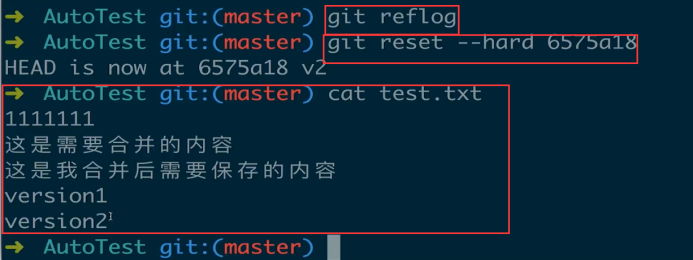 ➜ AutoTest git:(master) git reflog
➜ AutoTest git:(master) git reset --hard 6575a18
HEAD is now at 6575a18 v2
➜ AutoTest git:(master) cat test.txt
1111111
这是需要合并的内容
这是我合并后需要保存的内容
version1
version2
➜ AutoTest git:(master)